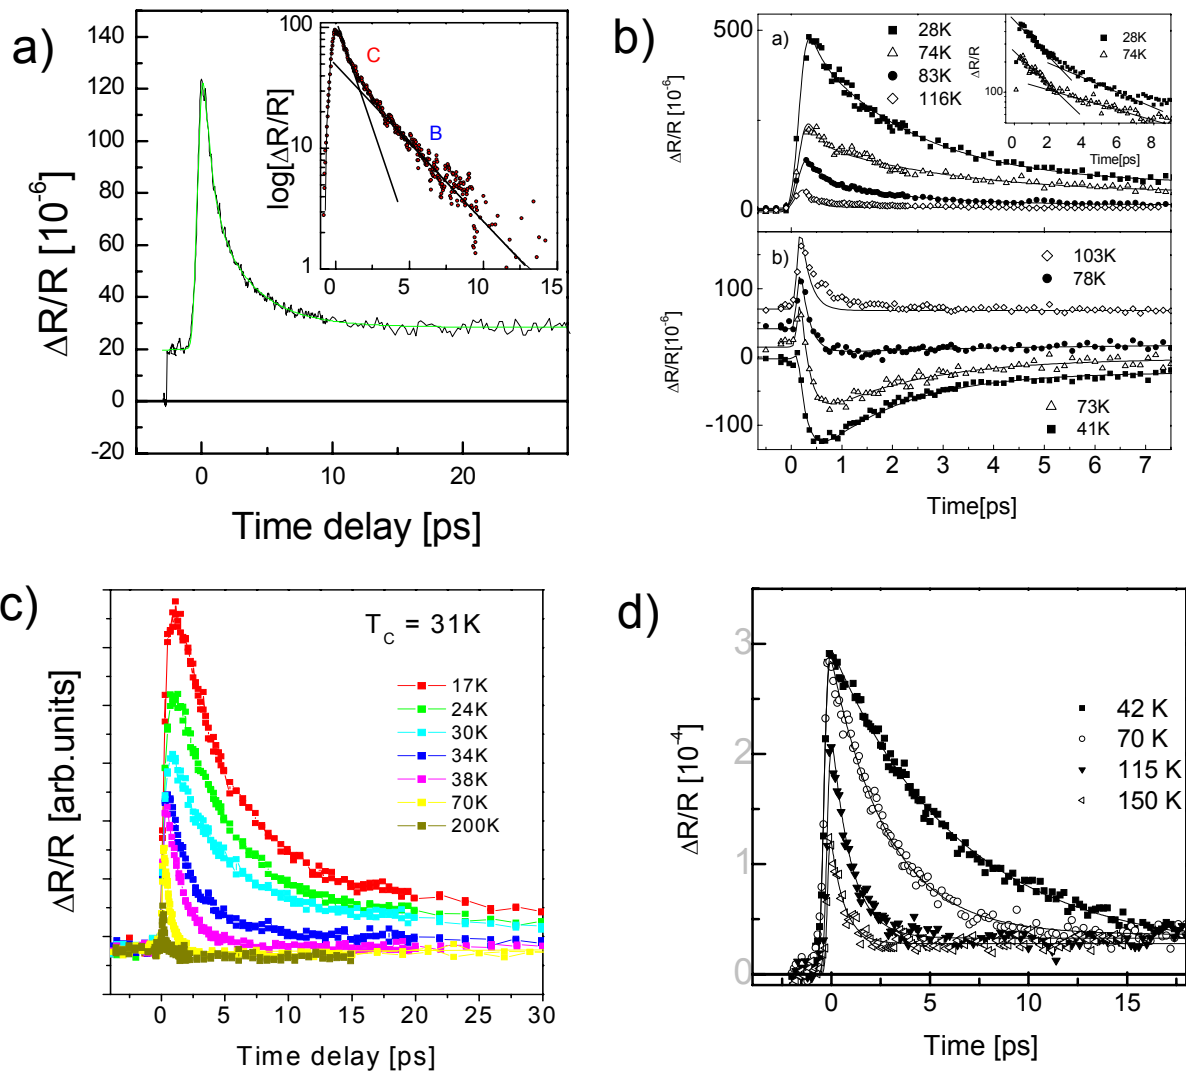 a)
140
120
100
80
60
40
20
0
-20
ΔR/R [10⁻⁶]
0
10
20
Time delay [ps]
100
10
1
log[ΔR/R]
C
B
0
5
10
15
b)
a)
500
250
0
ΔR/R [10⁻⁶]
28K
74K
83K
116K
28K
74K
ΔR/R
100
0
2
4
6
8
Time[ps]
b)
100
0
-100
ΔR/R[10⁻⁶]
103K
78K
73K
41K
0
1
2
3
4
5
6
7
Time[ps]
c)
T_C = 31K
ΔR/R [arb.units]
17K
24K
30K
34K
38K
70K
200K
0
5
10
15
20
25
30
Time delay [ps]
d)
3
2
1
0
ΔR/R [10⁻⁴]
42 K
70 K
115 K
150 K
0
5
10
15
Time [ps]